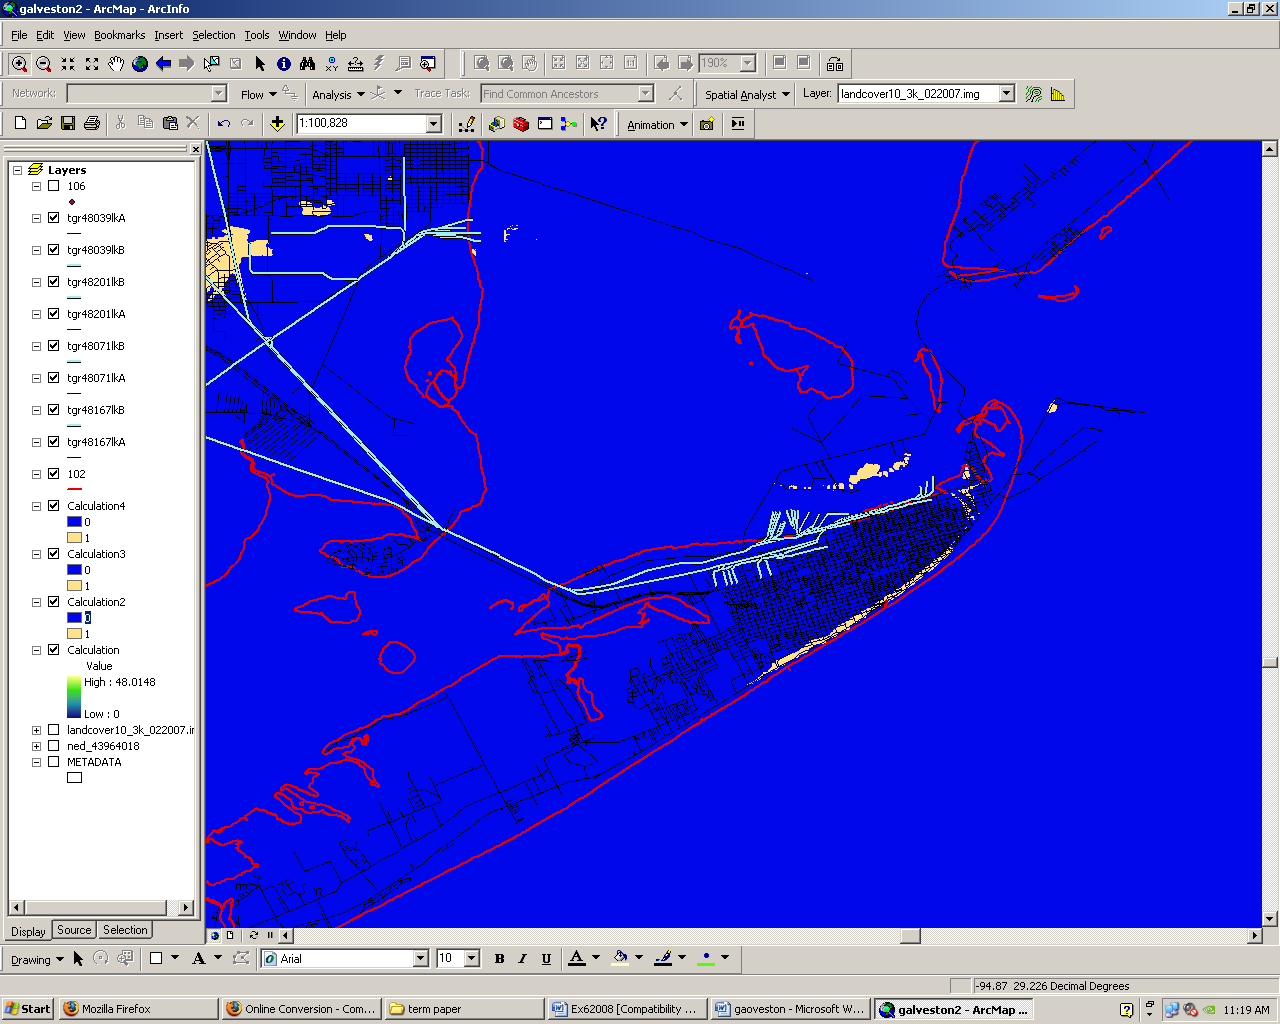 galveston2 - ArcMap - ArcInfo
File Edit View Bookmarks Insert Selection Tools Window Help
190%
Network: Flow Analysis Trace Task: Find Common Ancestors Spatial Analyst Layer: landcover10_3k_022007.img
1:100,828 Animation
Layers
106
tgr48039lkA
tgr48039lkB
tgr48201lkB
tgr48201lkA
tgr48071lkB
tgr48071lkA
tgr48167lkB
tgr48167lkA
102
Calculation4
0
1
Calculation3
0
1
Calculation2
0
1
Calculation
Value
High : 48.0148
Low : 0
landcover10_3k_022007.ir
ned_43964018
METADATA
Display Source Selection
Drawing A Arial 10 B I U A
-94.87 29.226 Decimal Degrees
Start Mozilla Firefox Online Conversion - Com... term paper Ex62008 [Compatibility ... gaoveston - Microsoft W... galveston2 - ArcMap ... 11:19 AM